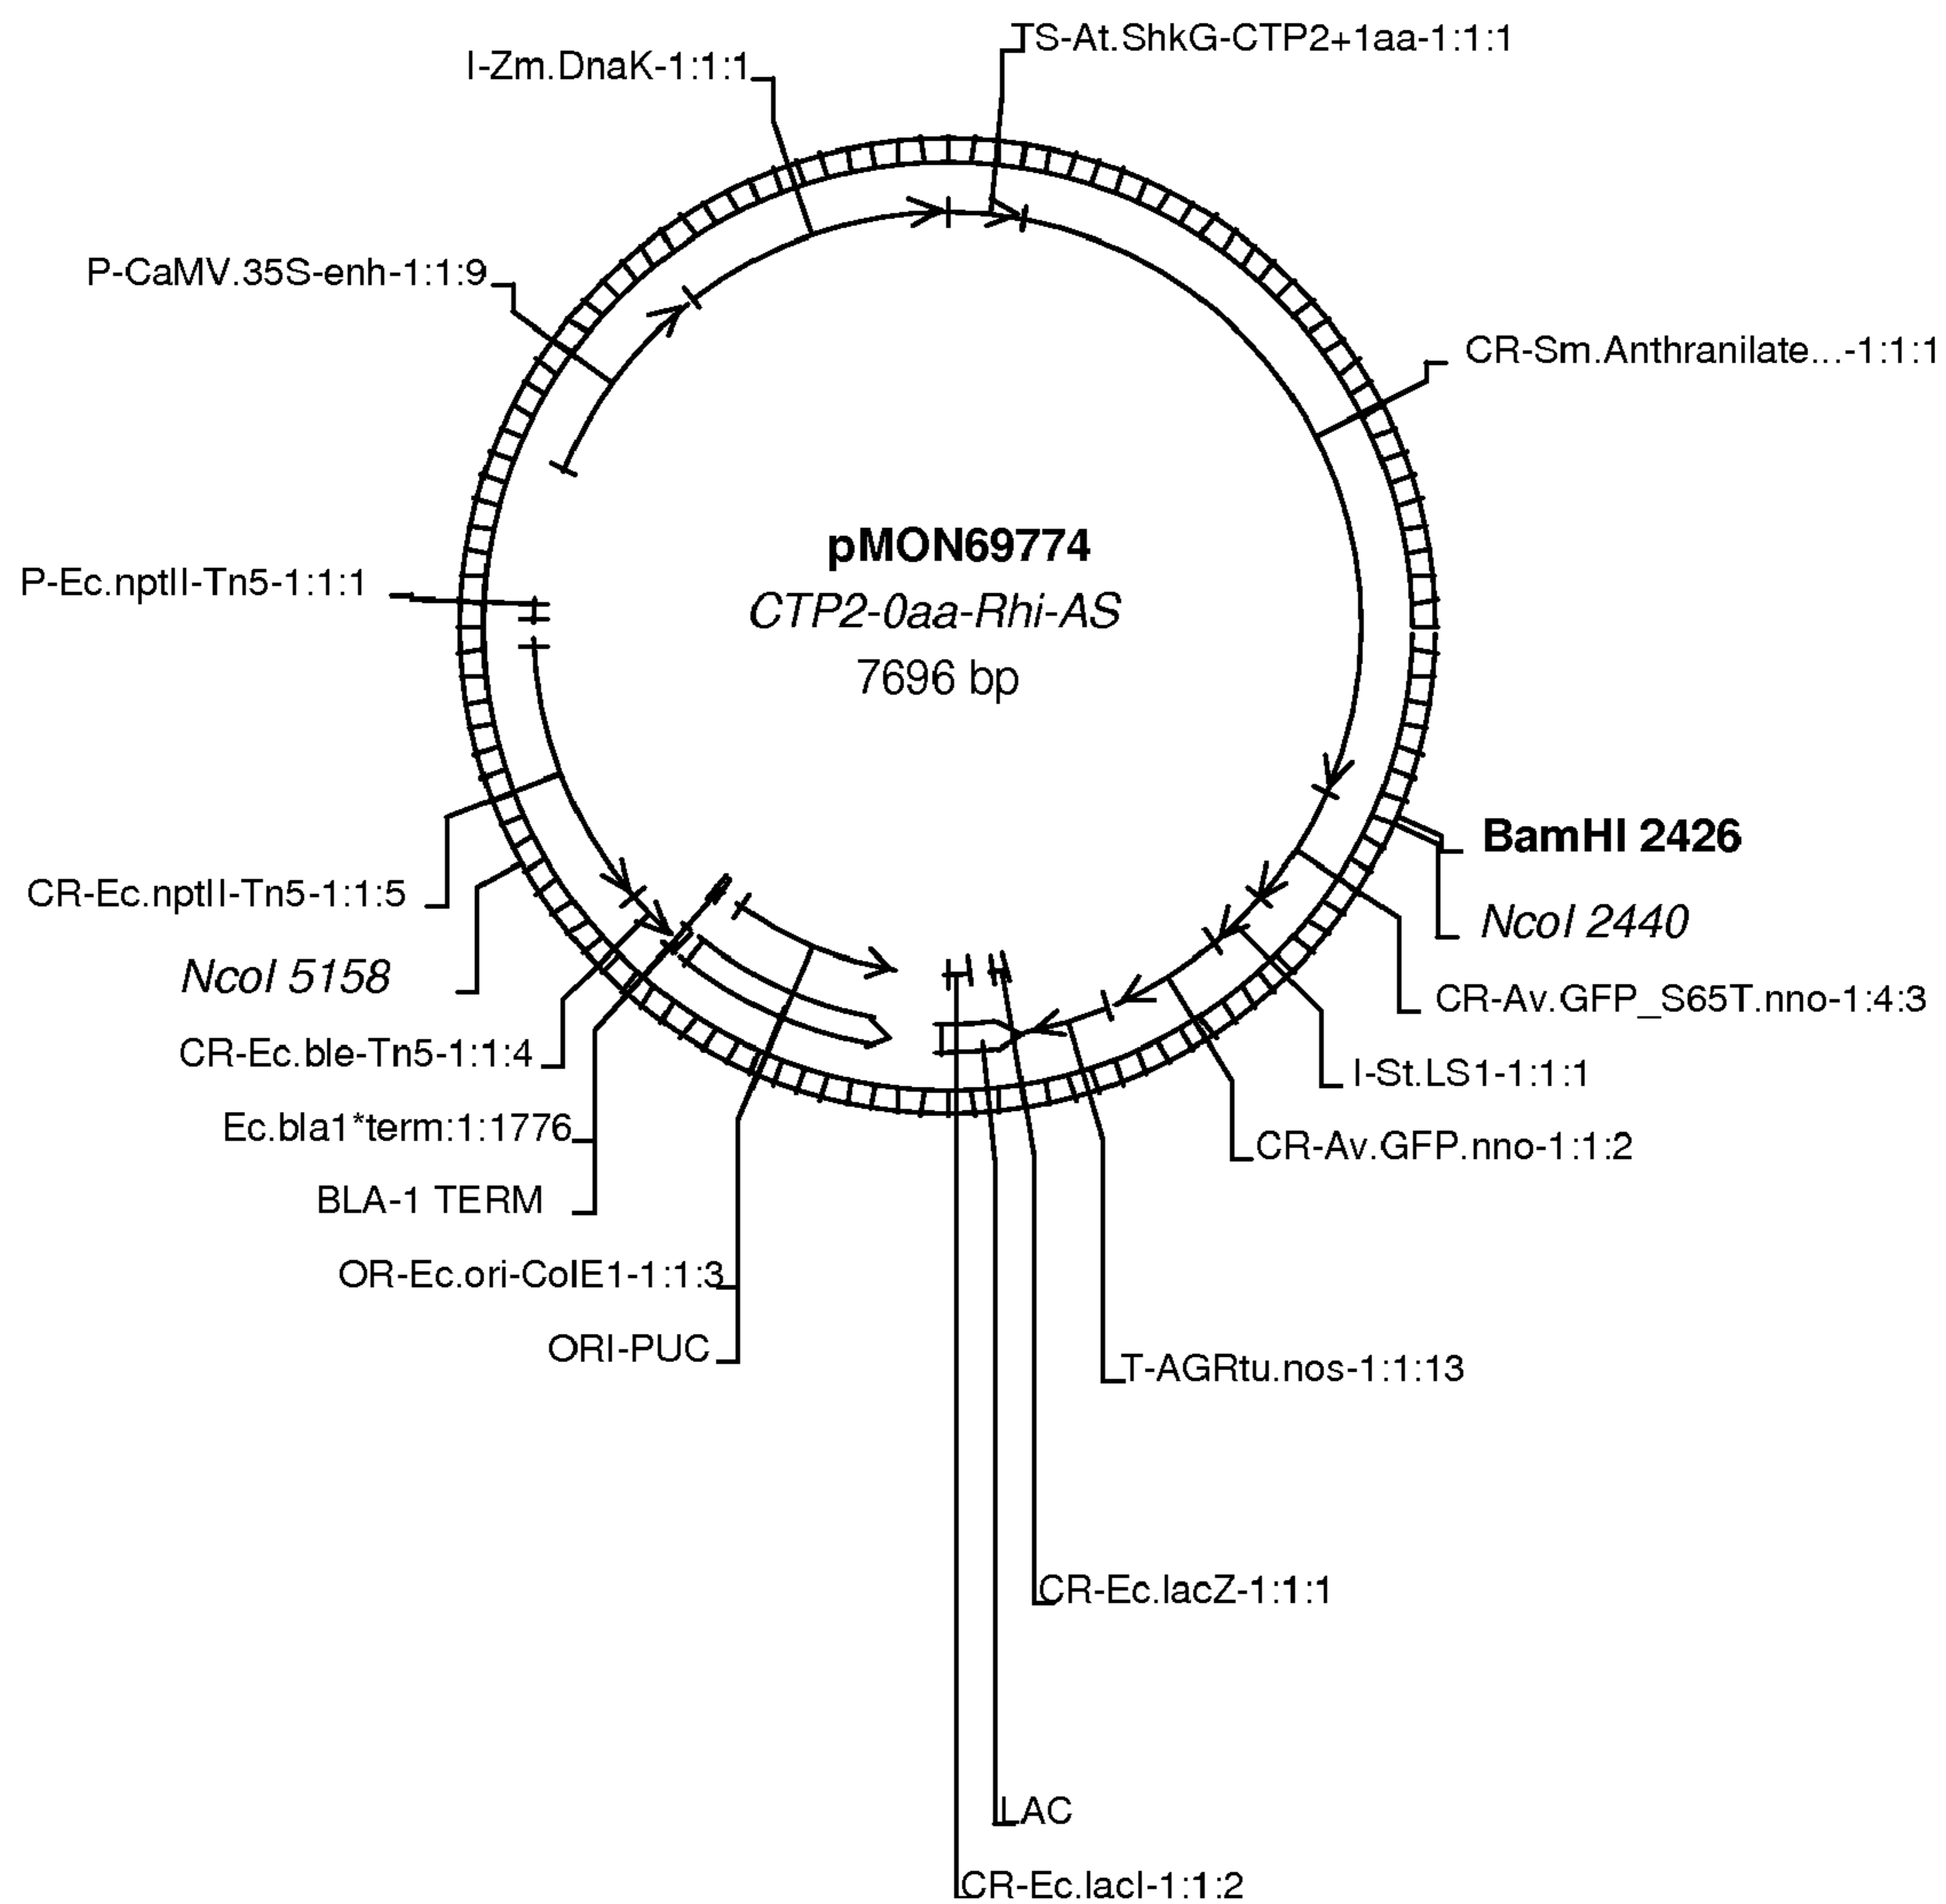 TS-At.ShkG-CTP2+1aa-1:1:1
I-Zm.DnaK-1:1:1
P-CaMV.35S-enh-1:1:9
CR-Sm.Anthranilate...-1:1:1
pMON69774
CTP2-0aa-Rhi-AS
7696 bp
P-Ec.nptII-Tn5-1:1:1
BamHI 2426
CR-Ec.nptII-Tn5-1:1:5
NcoI 2440
NcoI 5158
CR-Av.GFP_S65T.nno-1:4:3
CR-Ec.ble-Tn5-1:1:4
I-St.LS1-1:1:1
Ec.bla1*term:1:1776
CR-Av.GFP.nno-1:1:2
BLA-1 TERM
OR-Ec.ori-ColE1-1:1:3
ORI-PUC
T-AGRtu.nos-1:1:13
CR-Ec.lacZ-1:1:1
LAC
CR-Ec.lacI-1:1:2